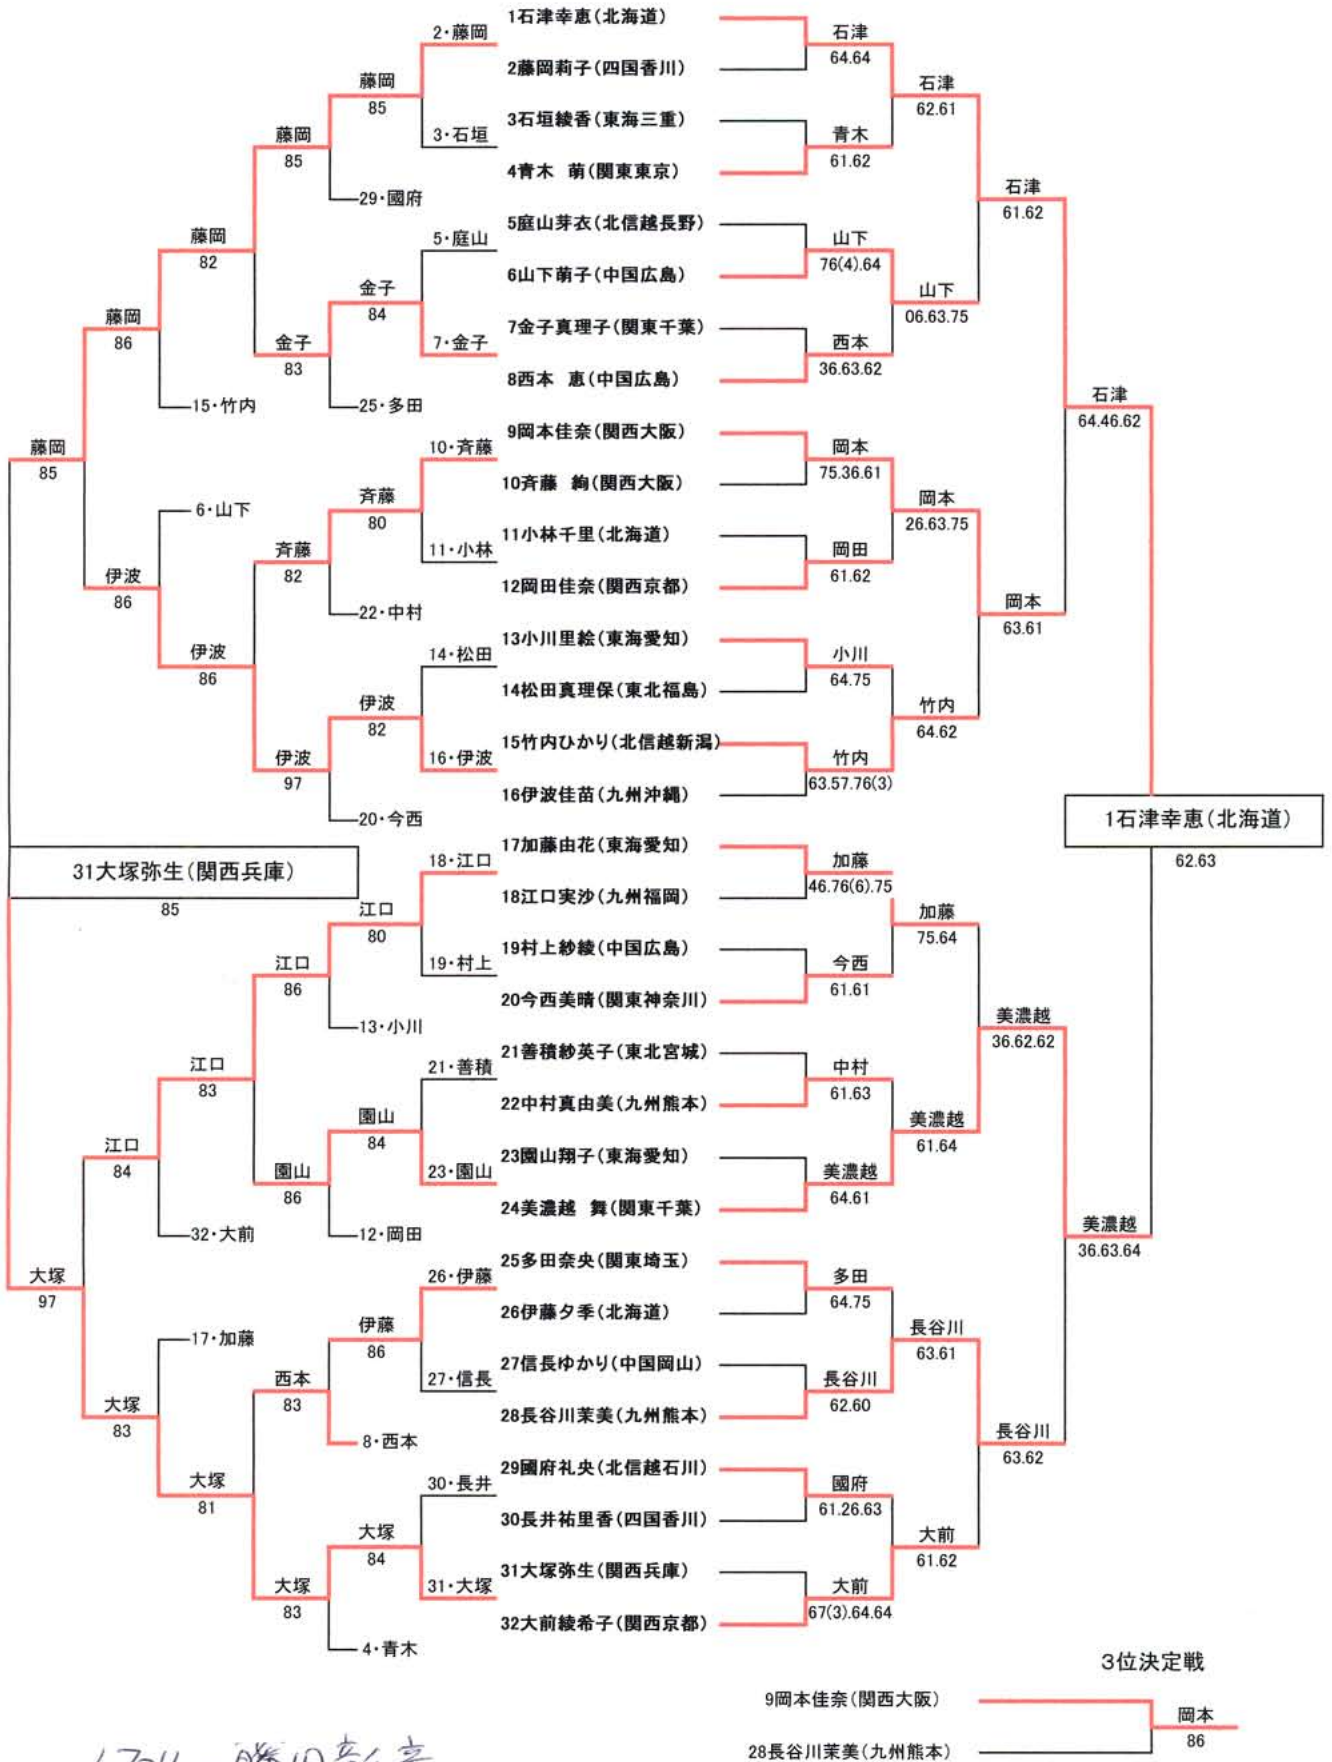 1石津幸恵(北海道)
2・藤岡
石津
64.64
2藤岡莉子(四国香川)
藤岡
85
石津
62.61
3石垣綾香(東海三重)
3・石垣
青木
61.62
藤岡
85
4青木 萌(関東東京)
29・國府
石津
61.62
5庭山芽衣(北信越長野)
5・庭山
山下
76(4).64
藤岡
82
6山下萌子(中国広島)
金子
84
山下
06.63.75
7金子真理子(関東千葉)
7・金子
西本
36.63.62
藤岡
86
金子
83
8西本 恵(中国広島)
15・竹内
25・多田
石津
64.46.62
9岡本佳奈(関西大阪)
10・斉藤
岡本
75.36.61
藤岡
85
10斉藤 絢(関西大阪)
斉藤
80
岡本
26.63.75
6・山下
11小林千里(北海道)
11・小林
岡田
61.62
斉藤
82
伊波
86
12岡田佳奈(関西京都)
22・中村
岡本
63.61
13小川里絵(東海愛知)
14・松田
小川
64.75
伊波
86
14松田真理保(東北福島)
伊波
82
竹内
64.62
15竹内ひかり(北信越新潟)
16・伊波
竹内
63.57.76(3)
伊波
97
16伊波佳苗(九州沖縄)
20・今西
1石津幸恵(北海道)
62.63
17加藤由花(東海愛知)
18・江口
加藤
46.76(6).75
31大塚弥生(関西兵庫)
85
18江口実沙(九州福岡)
江口
80
加藤
75.64
19村上紗綾(中国広島)
19・村上
今西
61.61
江口
86
20今西美晴(関東神奈川)
13・小川
美濃越
36.62.62
21善積紗英子(東北宮城)
21・善積
中村
61.63
江口
83
22中村真由美(九州熊本)
園山
84
美濃越
61.64
江口
84
23園山翔子(東海愛知)
23・園山
美濃越
64.61
園山
86
24美濃越 舞(関東千葉)
32・大前
12・岡田
美濃越
36.63.64
25多田奈央(関東埼玉)
26・伊藤
多田
64.75
大塚
97
26伊藤夕季(北海道)
伊藤
86
長谷川
63.61
17・加藤
27信長ゆかり(中国岡山)
27・信長
長谷川
62.60
西本
83
大塚
83
28長谷川茉美(九州熊本)
8・西本
長谷川
63.62
29國府礼央(北信越石川)
30・長井
國府
61.26.63
大塚
81
30長井祐里香(四国香川)
大塚
84
大前
61.62
31大塚弥生(関西兵庫)
31・大塚
大前
67(3).64.64
大塚
83
32大前綾希子(関西京都)
4・青木
3位決定戦
9岡本佳奈(関西大阪)
岡本
86
28長谷川茉美(九州熊本)